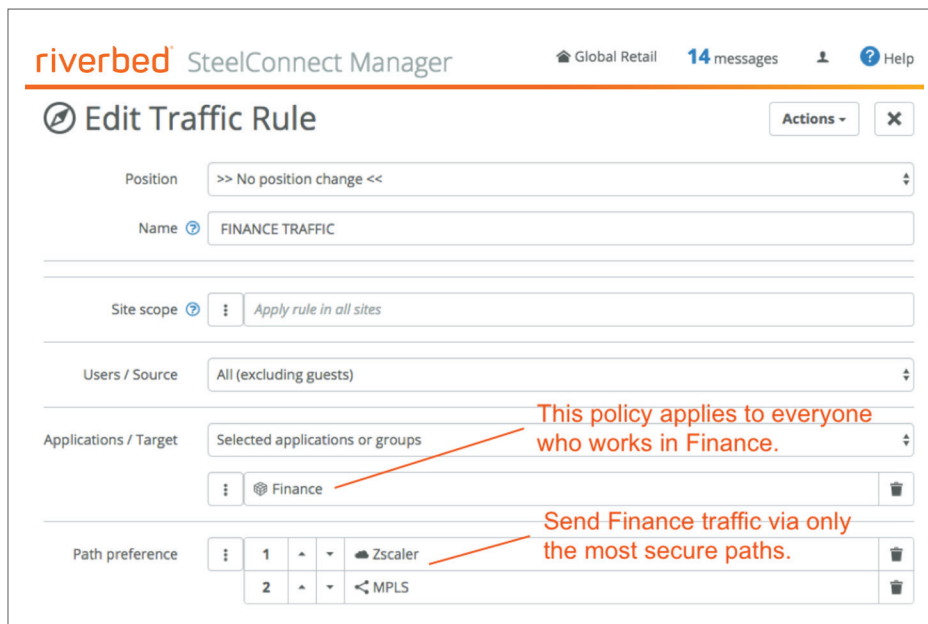 riverbed SteelConnect Manager Global Retail 14 messages Help
Edit Traffic Rule Actions
Position >> No position change <<
Name FINANCE TRAFFIC
Site scope Apply rule in all sites
Users / Source All (excluding guests)
This policy applies to everyone
who works in Finance.
Applications / Target Selected applications or groups
Finance
Send Finance traffic via only
the most secure paths.
Path preference 1 Zscaler
2 MPLS